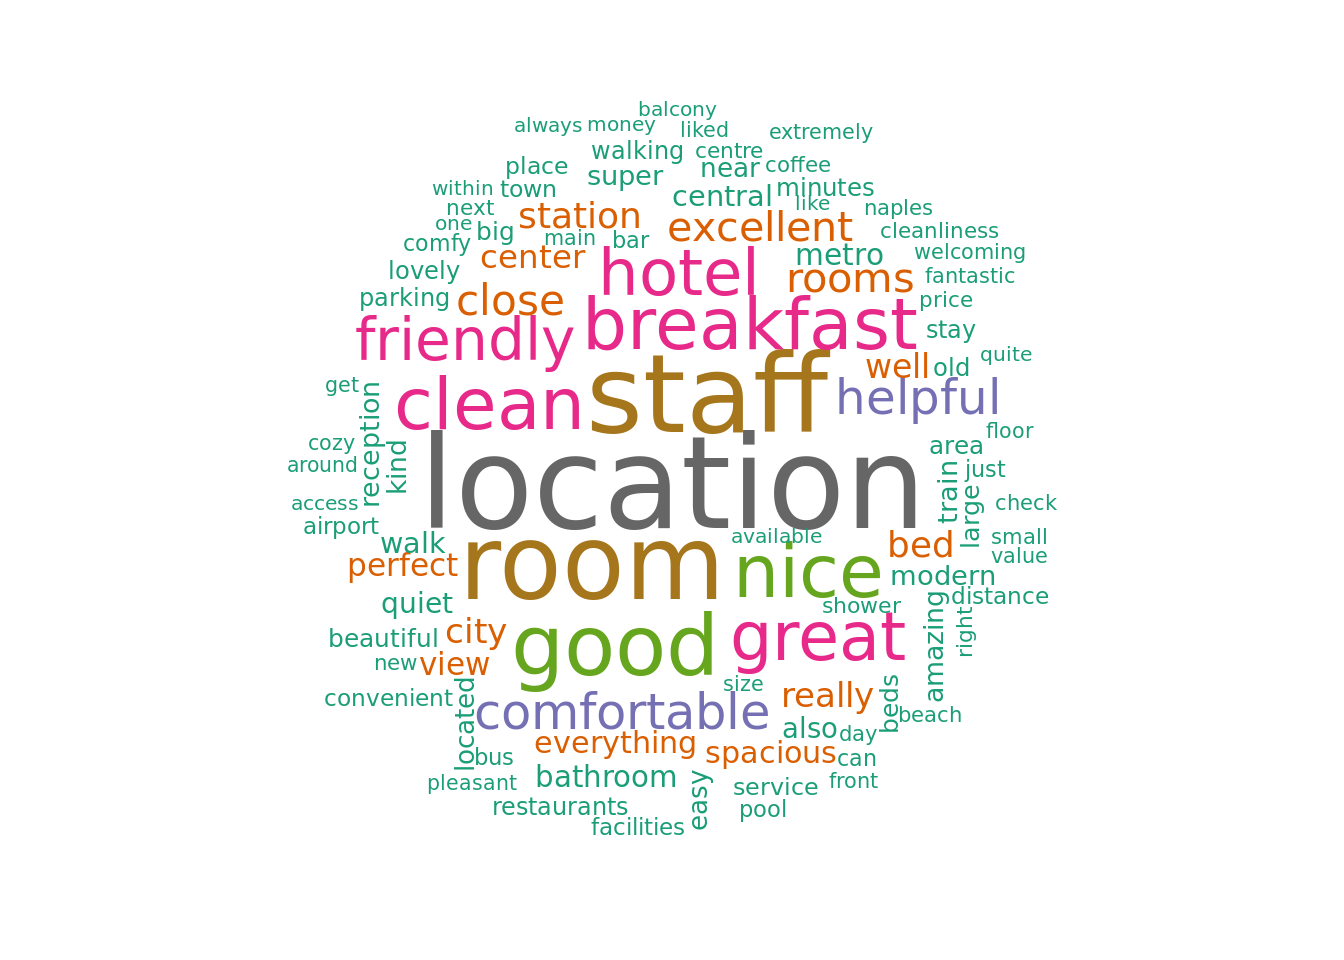 balcony
always money liked extremely
walking centre
place super near coffee
within town central minutes
next station like naples
one big main bar excellent cleanliness
comfy center hotel metro welcoming
lovely rooms fantastic
parking close breakfast price
friendly stay
staff well old quite
get clean helpful
reception kind location floor
cozy area
around train just
access large check
airport available small
walk room nice bed value
perfect modern
quiet shower amazing distance
beautiful city good great right
new view
convenient located size really beds
comfortable beach
everything also day
bus spacious can
pleasant bathroom easy service front
restaurants pool
facilities